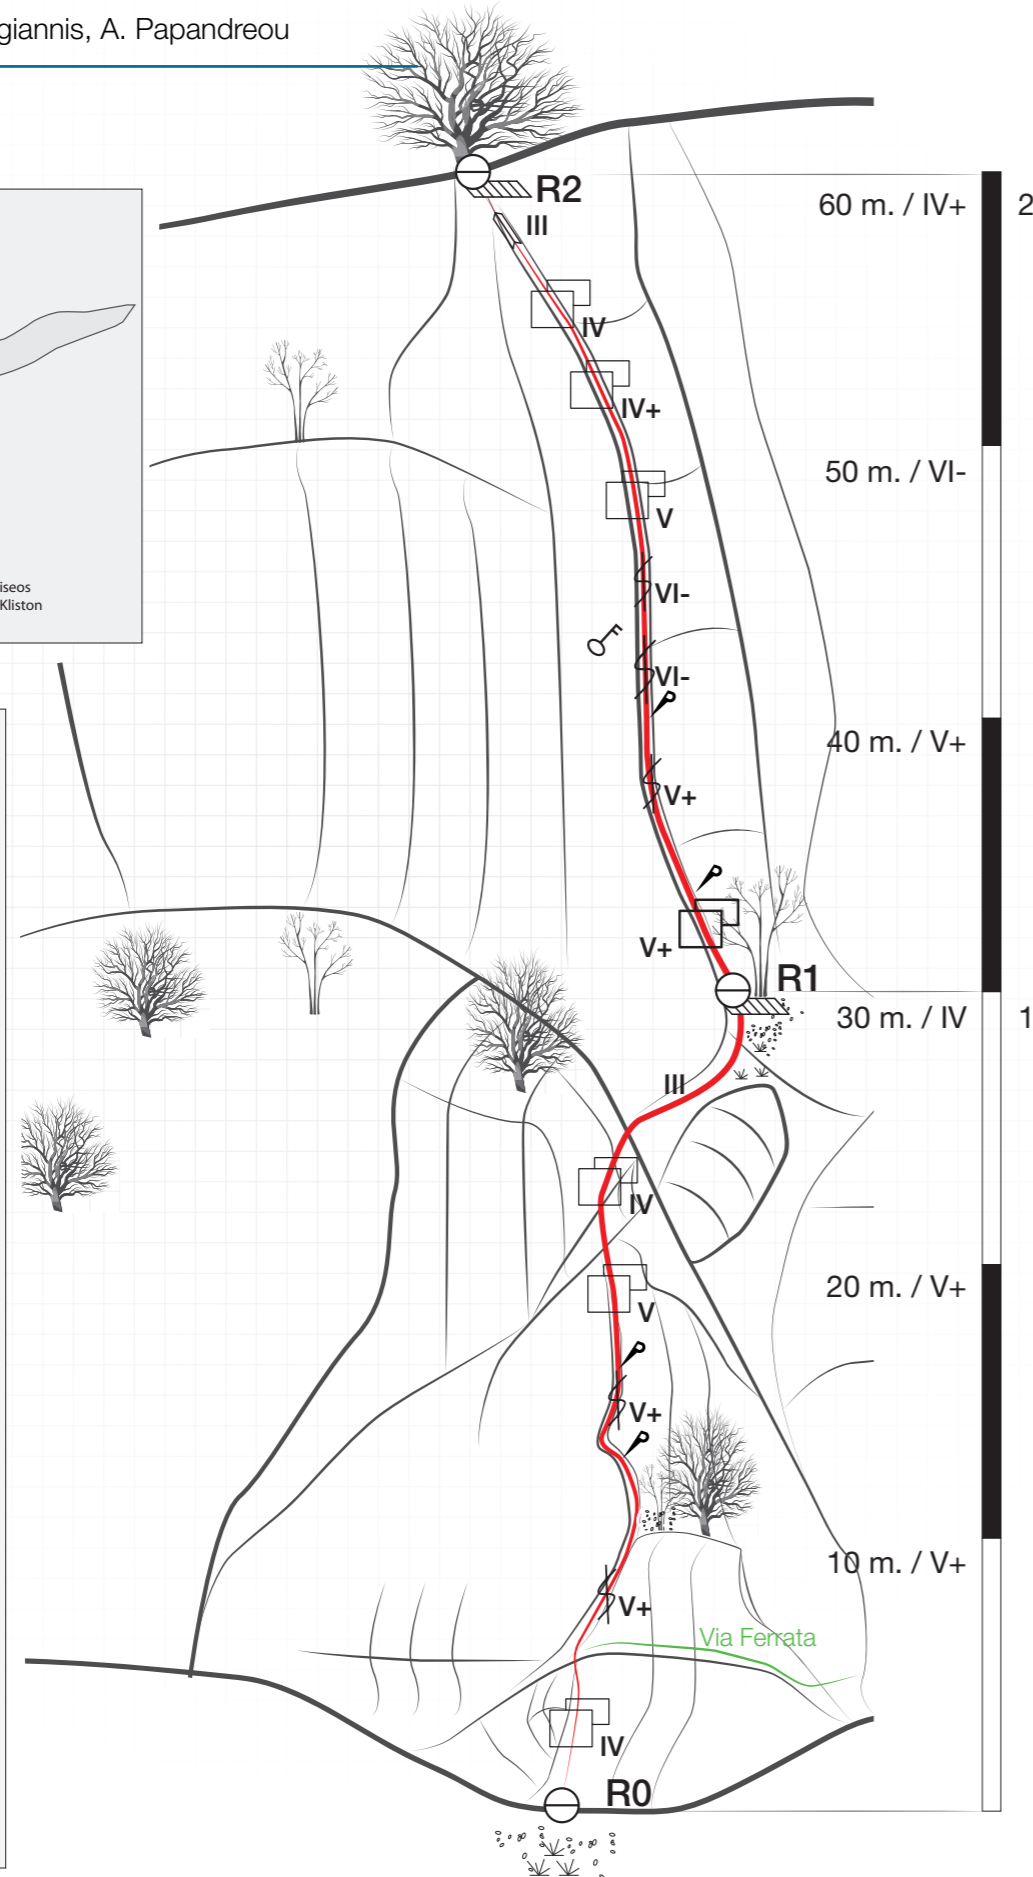 giannis, A. Papandreou
R2
60 m. / IV+
2
III
IV
IV+
50 m. / VI-
V
iseos
Kliston
VI-
VI-
40 m. / V+
V+
V+
R1
30 m. / IV
1
III
IV
20 m. / V+
V
V+
10 m. / V+
V+
Via Ferrata
IV
R0